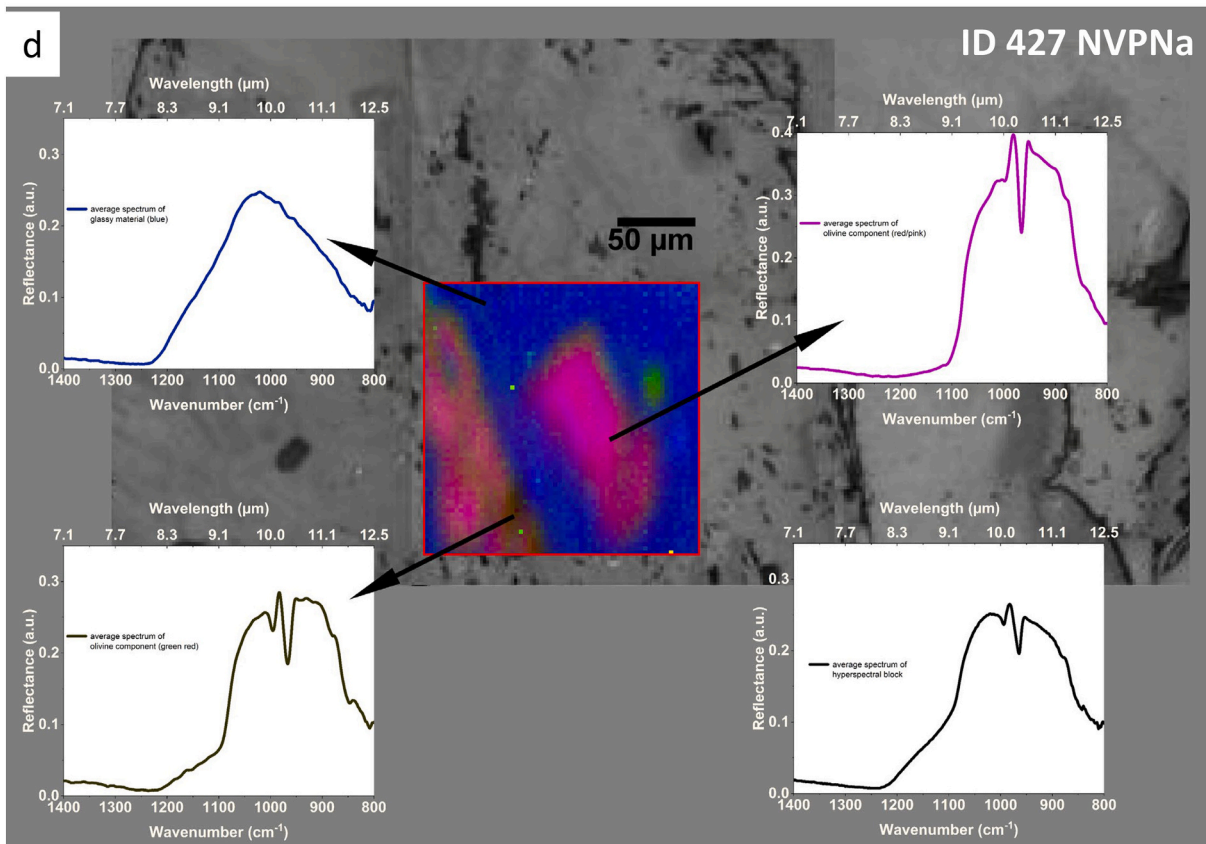 d
ID 427 NVPNa
Wavelength (µm)
7.1 7.7 8.3 9.1 10.0 11.1 12.5
0.3
0.2
0.1
0.0
Reflectance (a.u.)
average spectrum of
glassy material (blue)
1400 1300 1200 1100 1000 900 800
Wavenumber (cm⁻¹)
50 µm
Wavelength (µm)
7.1 7.7 8.3 9.1 10.0 11.1 12.5
0.4
0.3
0.2
0.1
0.0
Reflectance (a.u.)
average spectrum of
olivine component (red/pink)
1400 1300 1200 1100 1000 900 800
Wavenumber (cm⁻¹)
Wavelength (µm)
7.1 7.7 8.3 9.1 10.0 11.1 12.5
0.3
0.2
0.1
0.0
Reflectance (a.u.)
average spectrum of
olivine component (green red)
1400 1300 1200 1100 1000 900 800
Wavenumber (cm⁻¹)
Wavelength (µm)
7.1 7.7 8.3 9.1 10.0 11.1 12.5
0.3
0.2
0.1
0.0
Reflectance (a.u.)
average spectrum of
hyperspectral block
1400 1300 1200 1100 1000 900 800
Wavenumber (cm⁻¹)